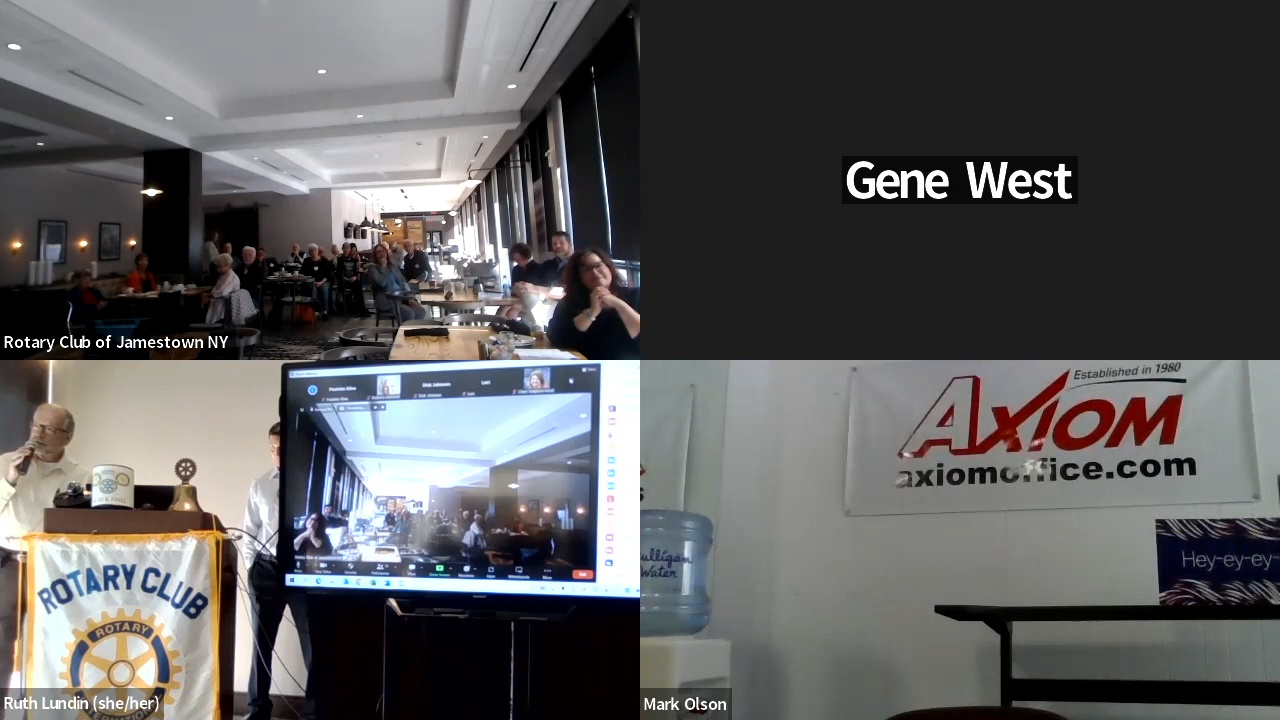 Rotary Club of Jamestown NY
Gene West
ROTARY CLUB
ROTARY
Ruth Lundin (she/her)
Established in 1980
AXIOM
axiomoffice.com
Culligan
Water
Hey-ey-ey
Mark Olson